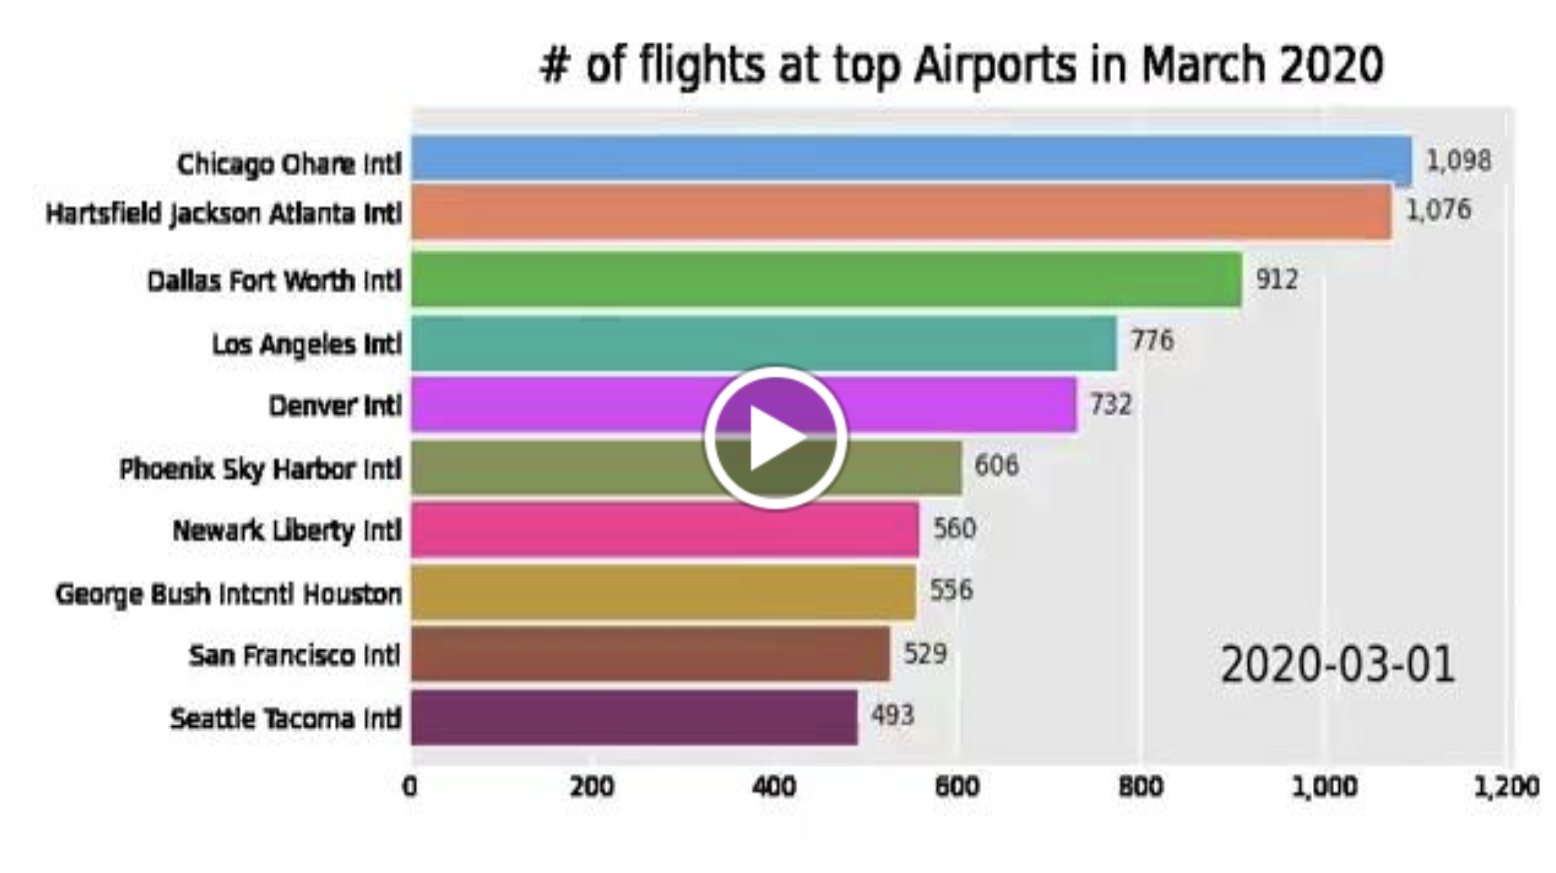 # of flights at top Airports in March 2020
Chicago Ohare Intl 1,098
Hartsfield Jackson Atlanta Intl 1,076
Dallas Fort Worth Intl 912
Los Angeles Intl 776
Denver Intl 732
Phoenix Sky Harbor Intl 606
Newark Liberty Intl 560
George Bush Intcntl Houston 556
San Francisco Intl 529
2020-03-01
Seattle Tacoma Intl 493
0 200 400 600 800 1,000 1,200